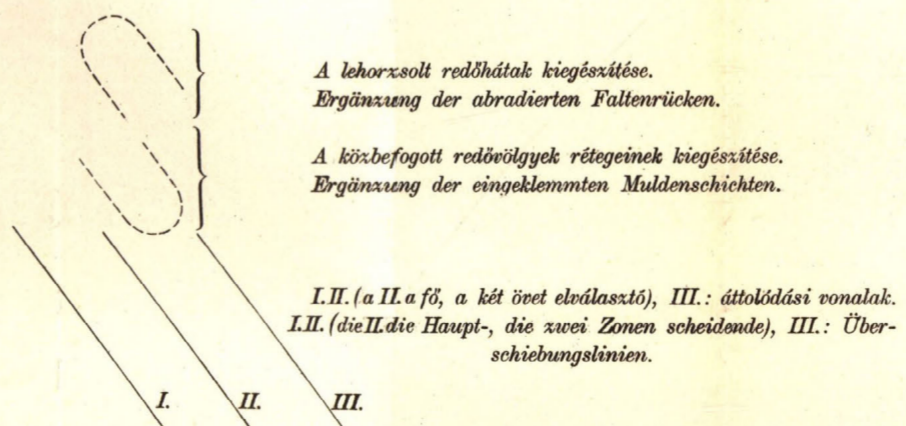 A lehorzsolt redőhátak kiegészítése.
Ergänzung der abradierten Faltenrücken.
A közbefogott redővölgyek rétegeinek kiegészítése.
Ergänzung der eingeklemmten Muldenschichten.
I.II. (a II. a fő, a két övet elválasztó), III.: áttolódási vonalak.
I.II. (die II. die Haupt-, die zwei Zonen scheidende), III.: Über-
schiebungslinien.
I. II. III.